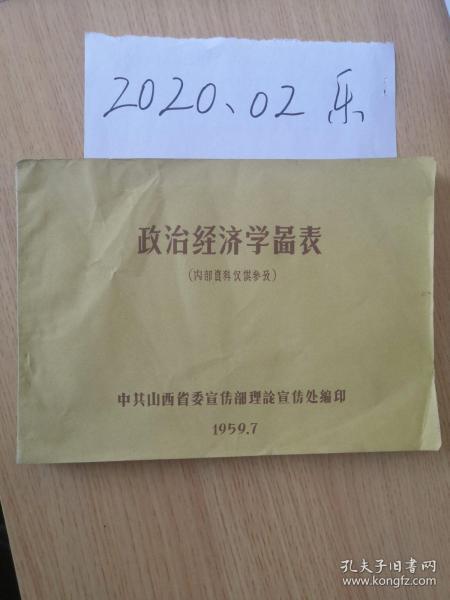 2020、02 乐
政治经济学畐表
(内部資料仅供参攷)
中共山西省委宣传部理論宣传处编印
1959.7
孔夫子旧书网
www.kongfz.com